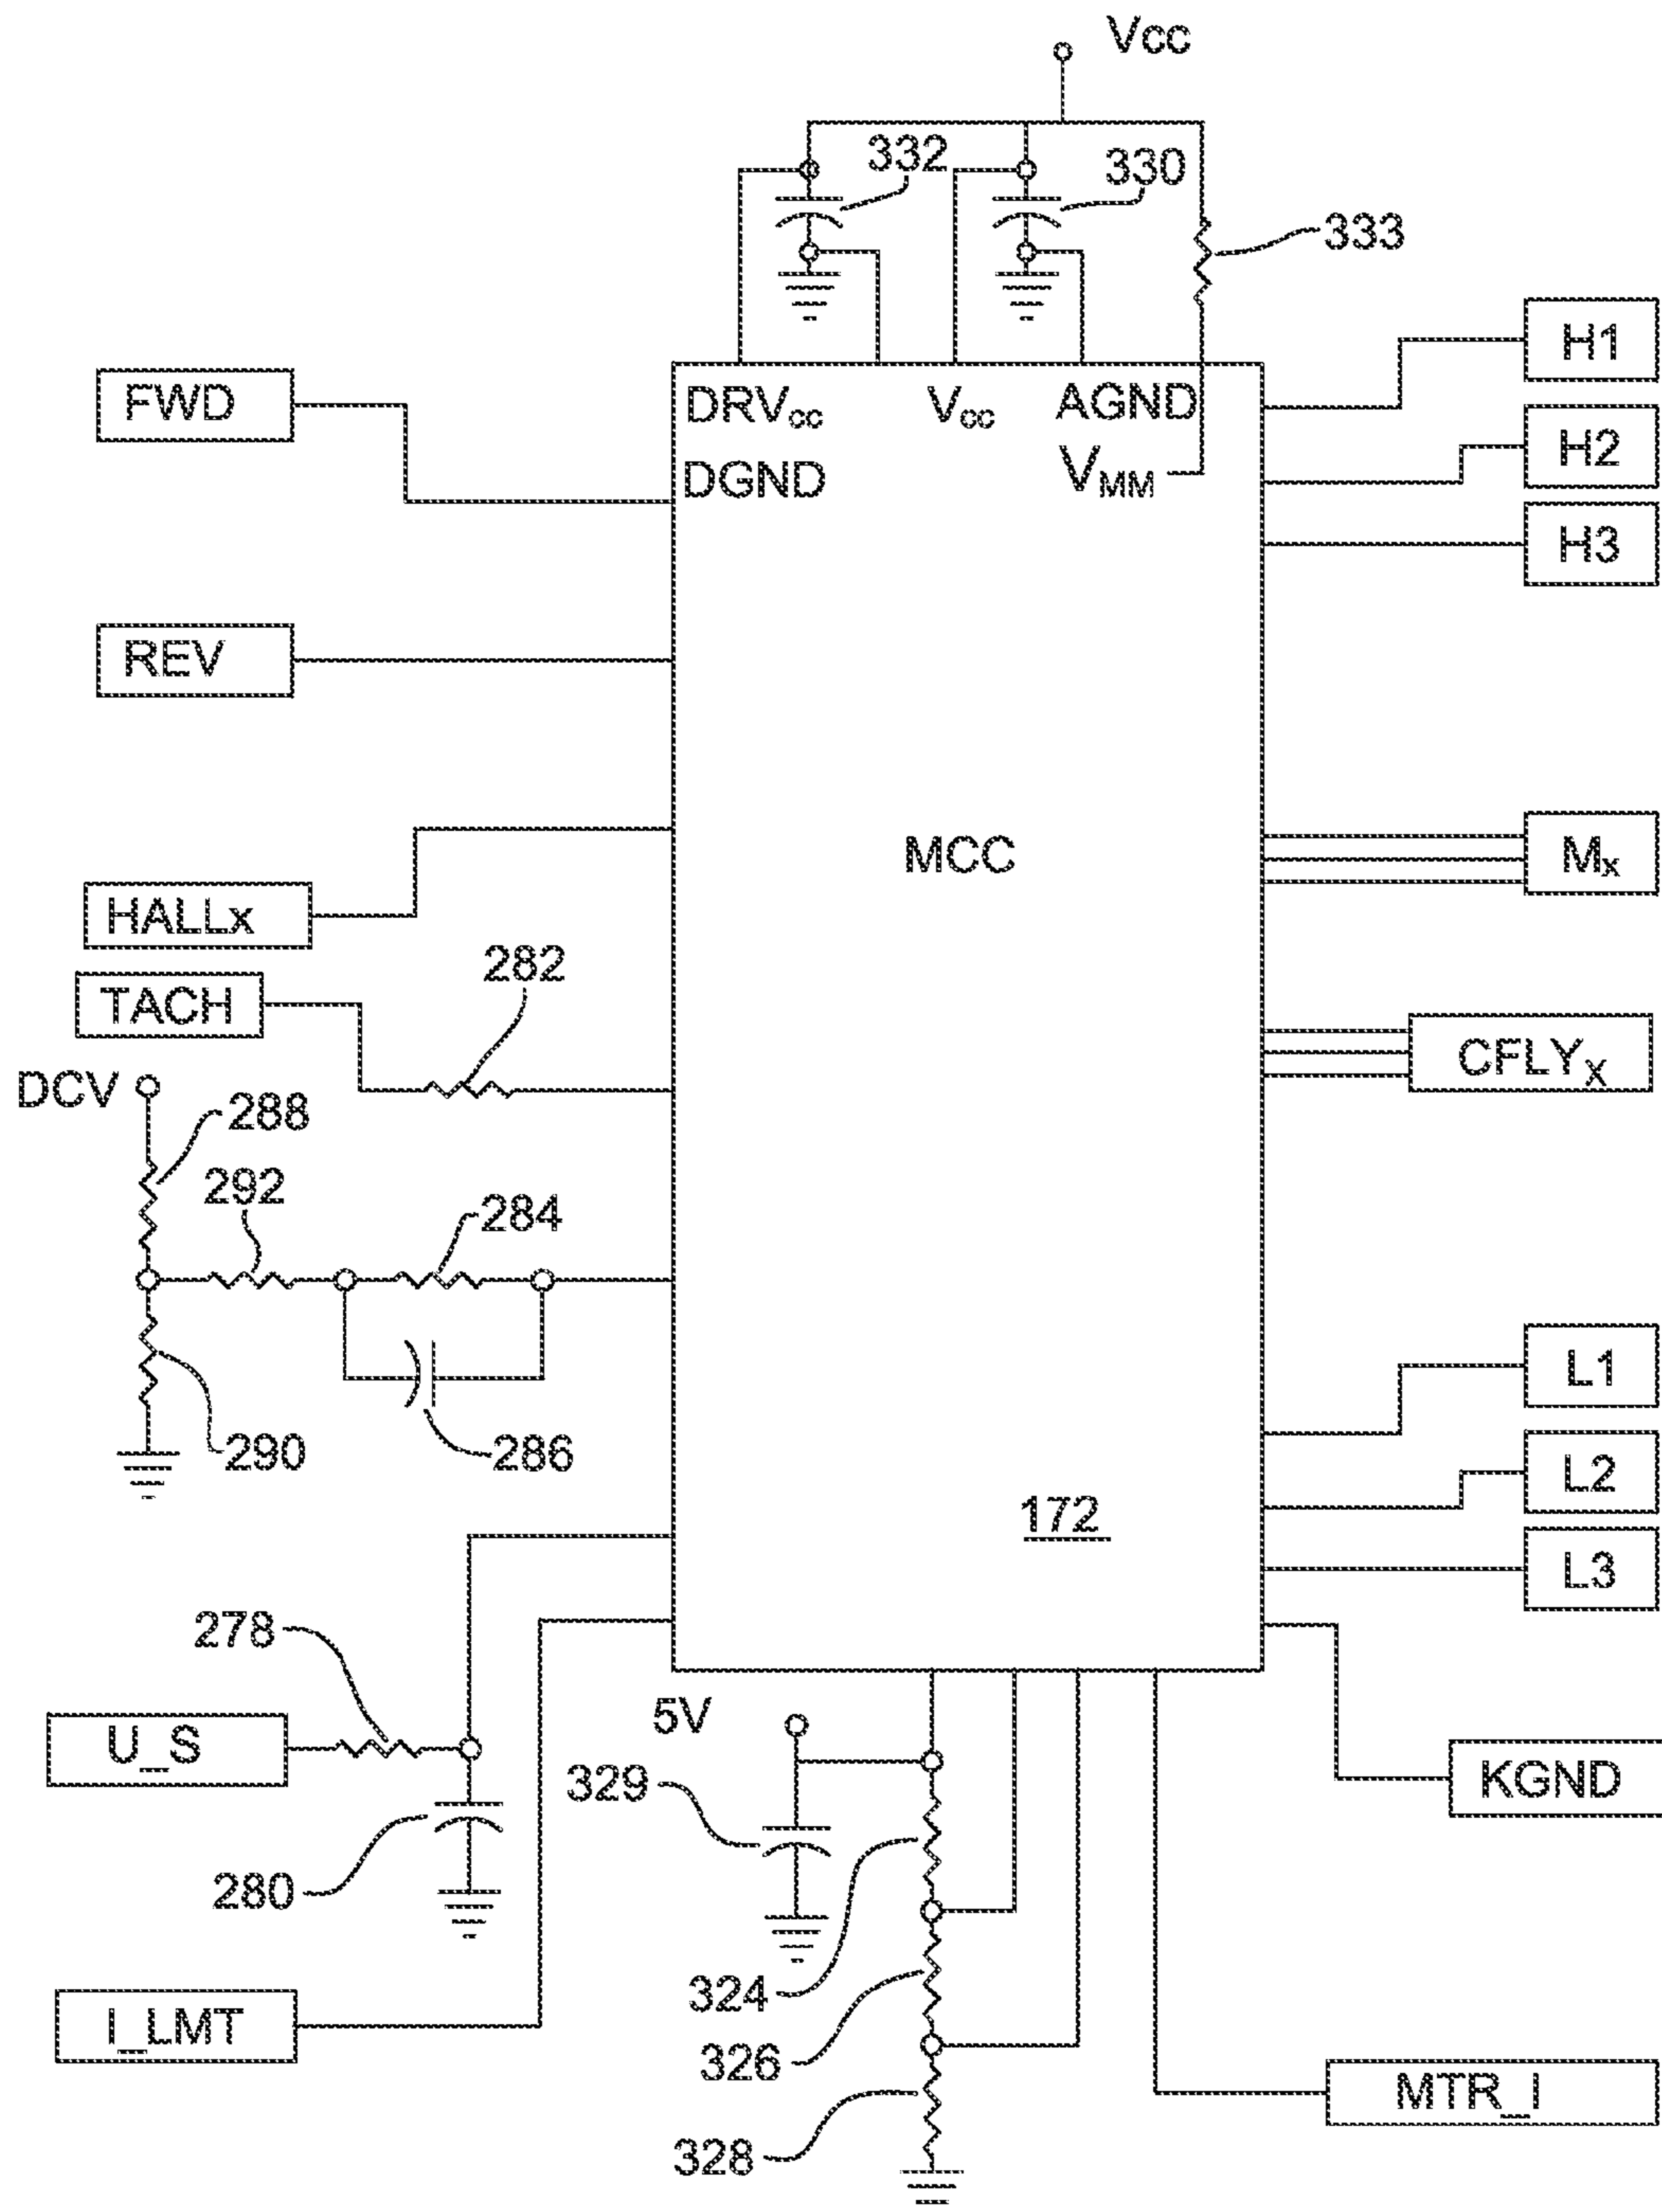 Vcc
332
330
333
H1
FWD
DRVcc
Vcc
AGND
H2
DGND
VMM
H3
REV
MCC
Mx
HALLx
282
TACH
CFLYX
DCV
288
292
284
L1
290
286
L2
172
L3
278
5V
U_S
329
KGND
280
324
I_LMT
326
MTR_I
328